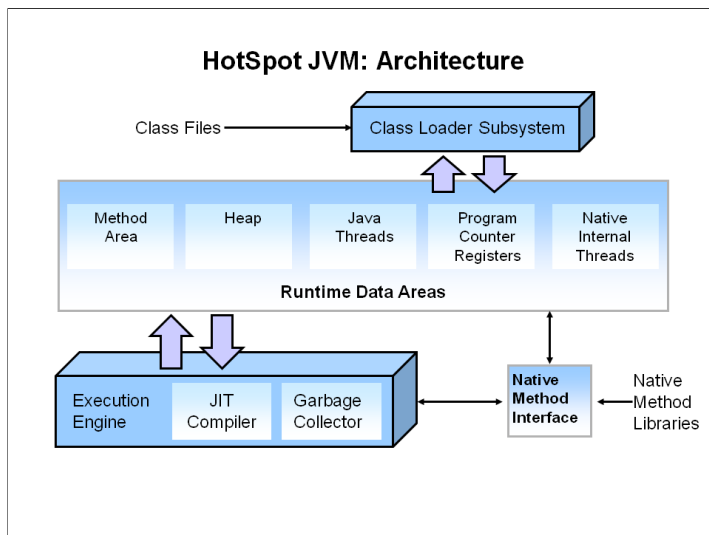 HotSpot JVM: Architecture
Class Files
Class Loader Subsystem
Method
Area
Heap
Java
Threads
Program
Counter
Registers
Native
Internal
Threads
Runtime Data Areas
Execution
Engine
JIT
Compiler
Garbage
Collector
Native
Method
Interface
Native
Method
Libraries